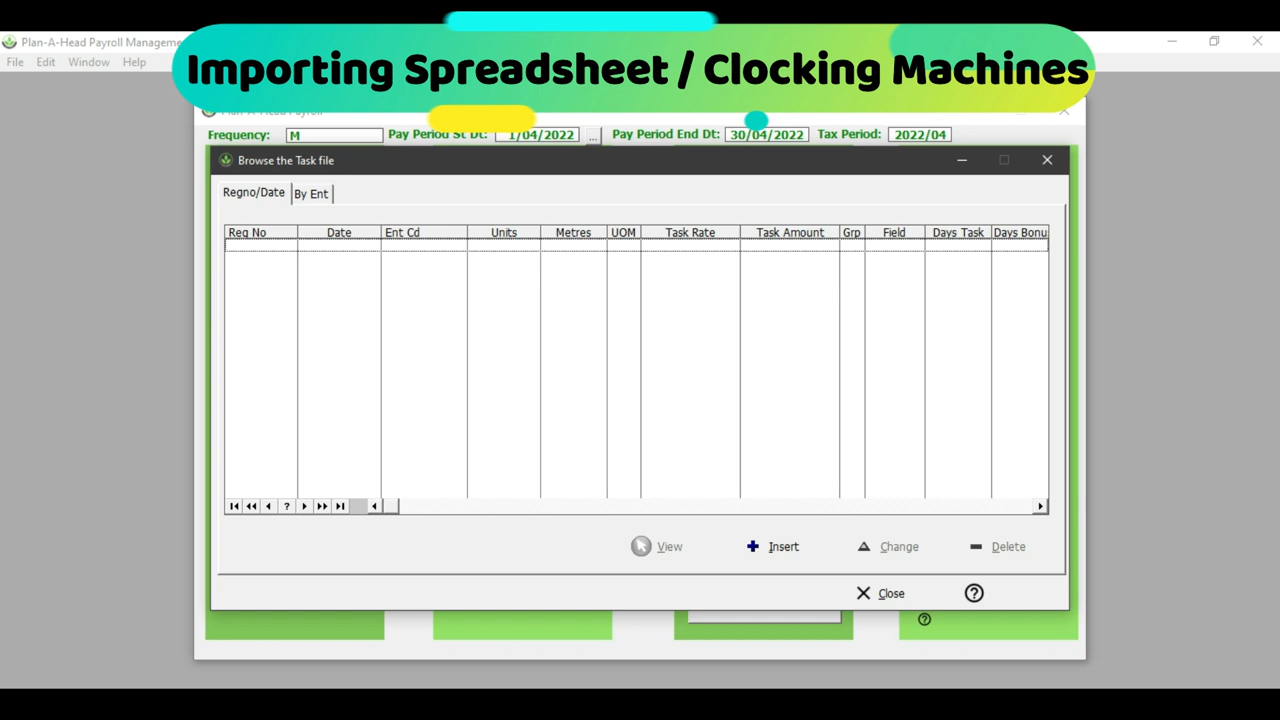 Importing Spreadsheet / Clocking Machines
Plan-A-Head Payroll Manageme
File Edit Window Help
Frequency: M Pay Period St Dt: 1/04/2022 ... Pay Period End Dt: 30/04/2022 Tax Period: 2022/04
Browse the Task file
Regno/Date By Ent
Reg No Date Ent Cd Units Metres UOM Task Rate Task Amount Grp Field Days Task Days Bonu
?
View Insert Change Delete
Close ?
?